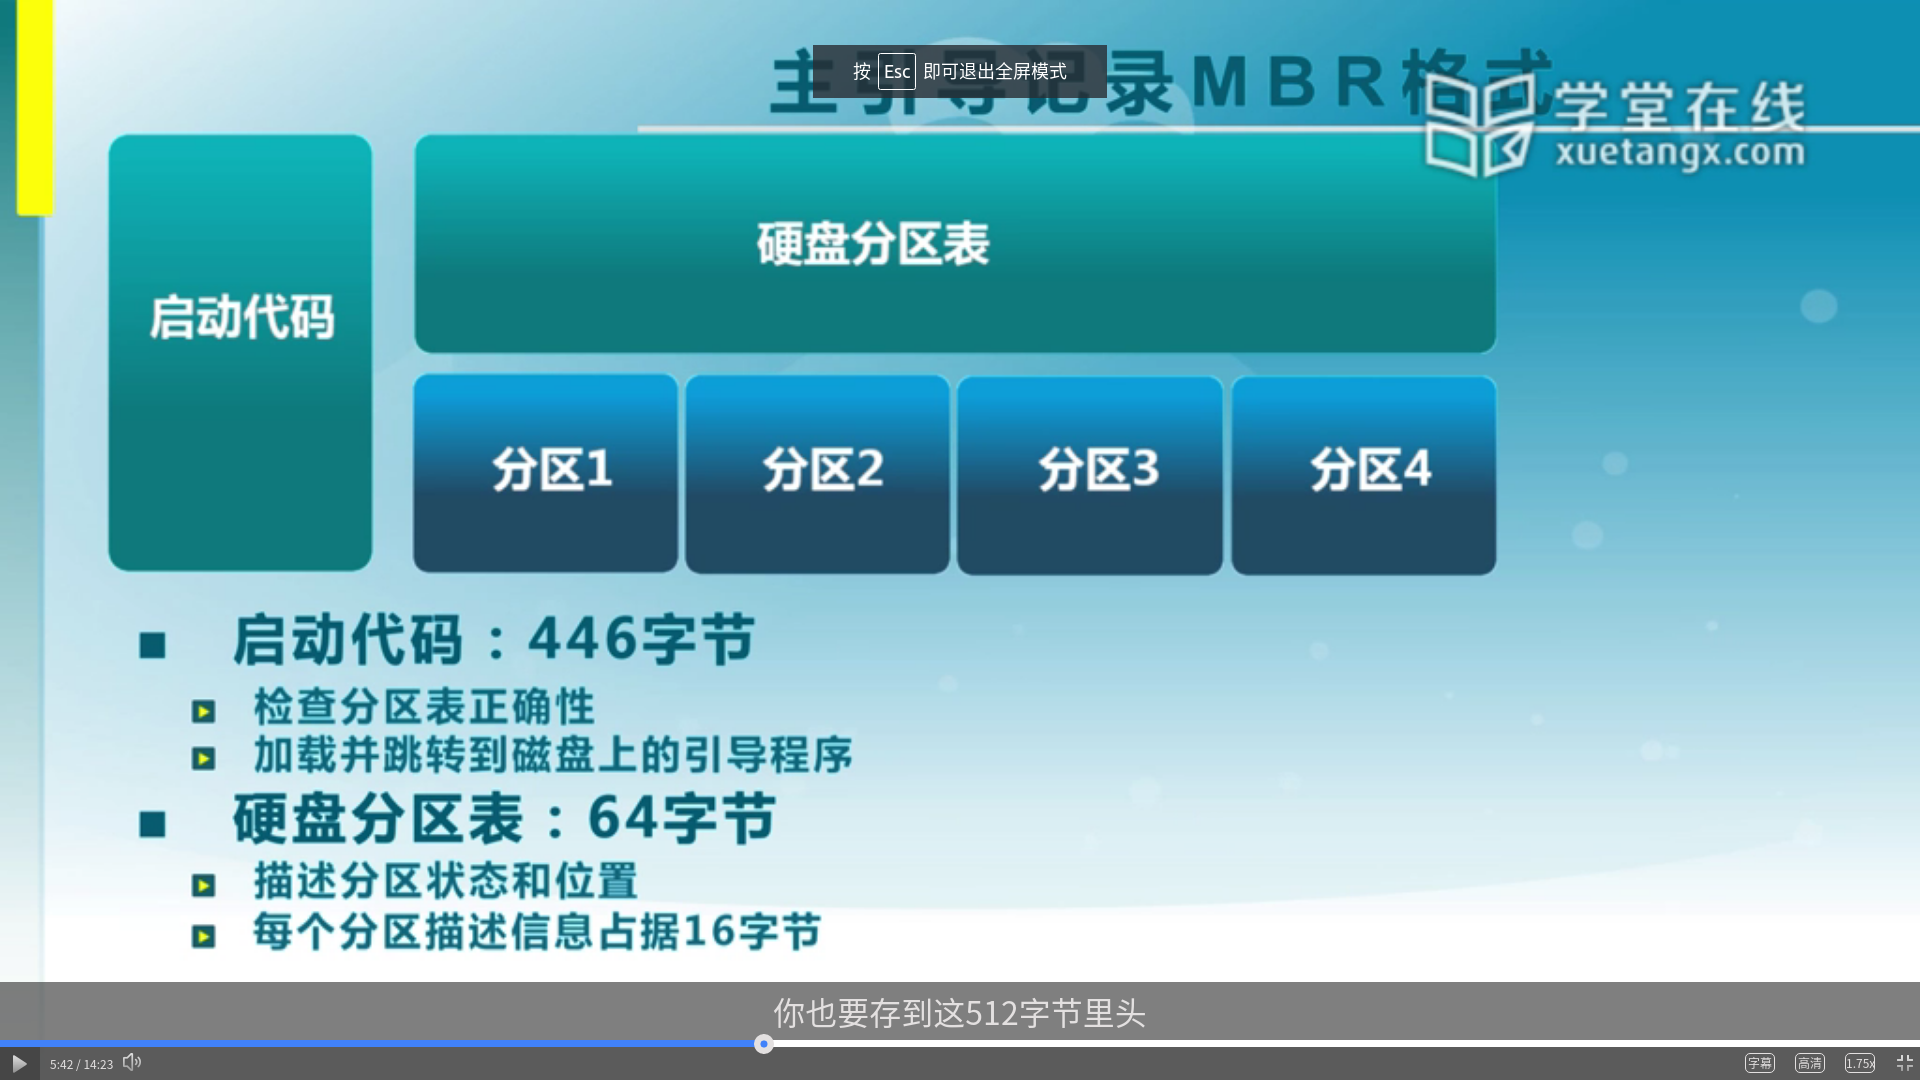 主引导记录MBR格式
按 Esc 即可退出全屏模式
学堂在线
xuetangx.com
启动代码
硬盘分区表
分区1
分区2
分区3
分区4
启动代码：446字节
检查分区表正确性
加载并跳转到磁盘上的引导程序
硬盘分区表：64字节
描述分区状态和位置
每个分区描述信息占据16字节
你也要存到这512字节里头
5:42 / 14:23
字幕
高清
1.75x